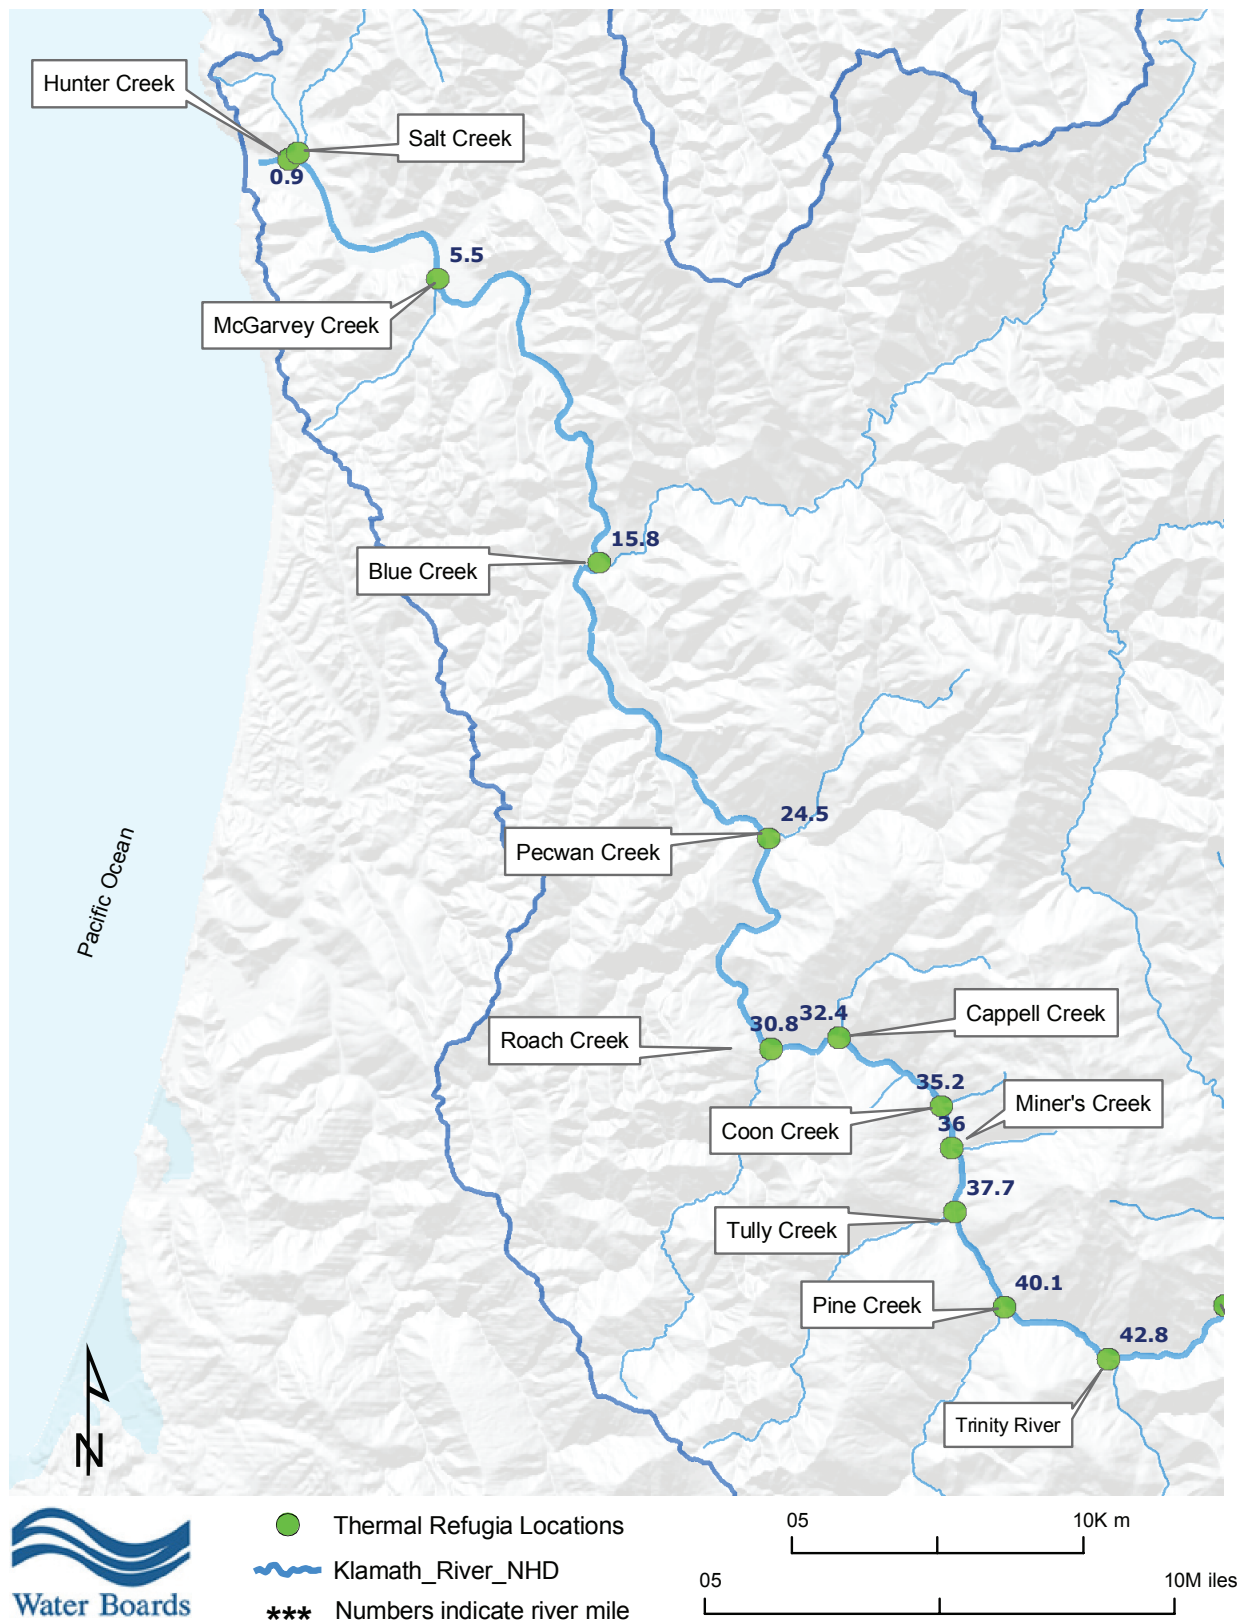 Hunter Creek
Salt Creek
0.9
5.5
McGarvey Creek
15.8
Blue Creek
24.5
Pecwan Creek
Pacific Ocean
Cappell Creek
32.4
30.8
Roach Creek
35.2
Miner's Creek
36
Coon Creek
37.7
Tully Creek
40.1
Pine Creek
42.8
Trinity River
N
Thermal Refugia Locations
05 10K m
Klamath_River_NHD
05 10M iles
Water Boards
*** Numbers indicate river mile